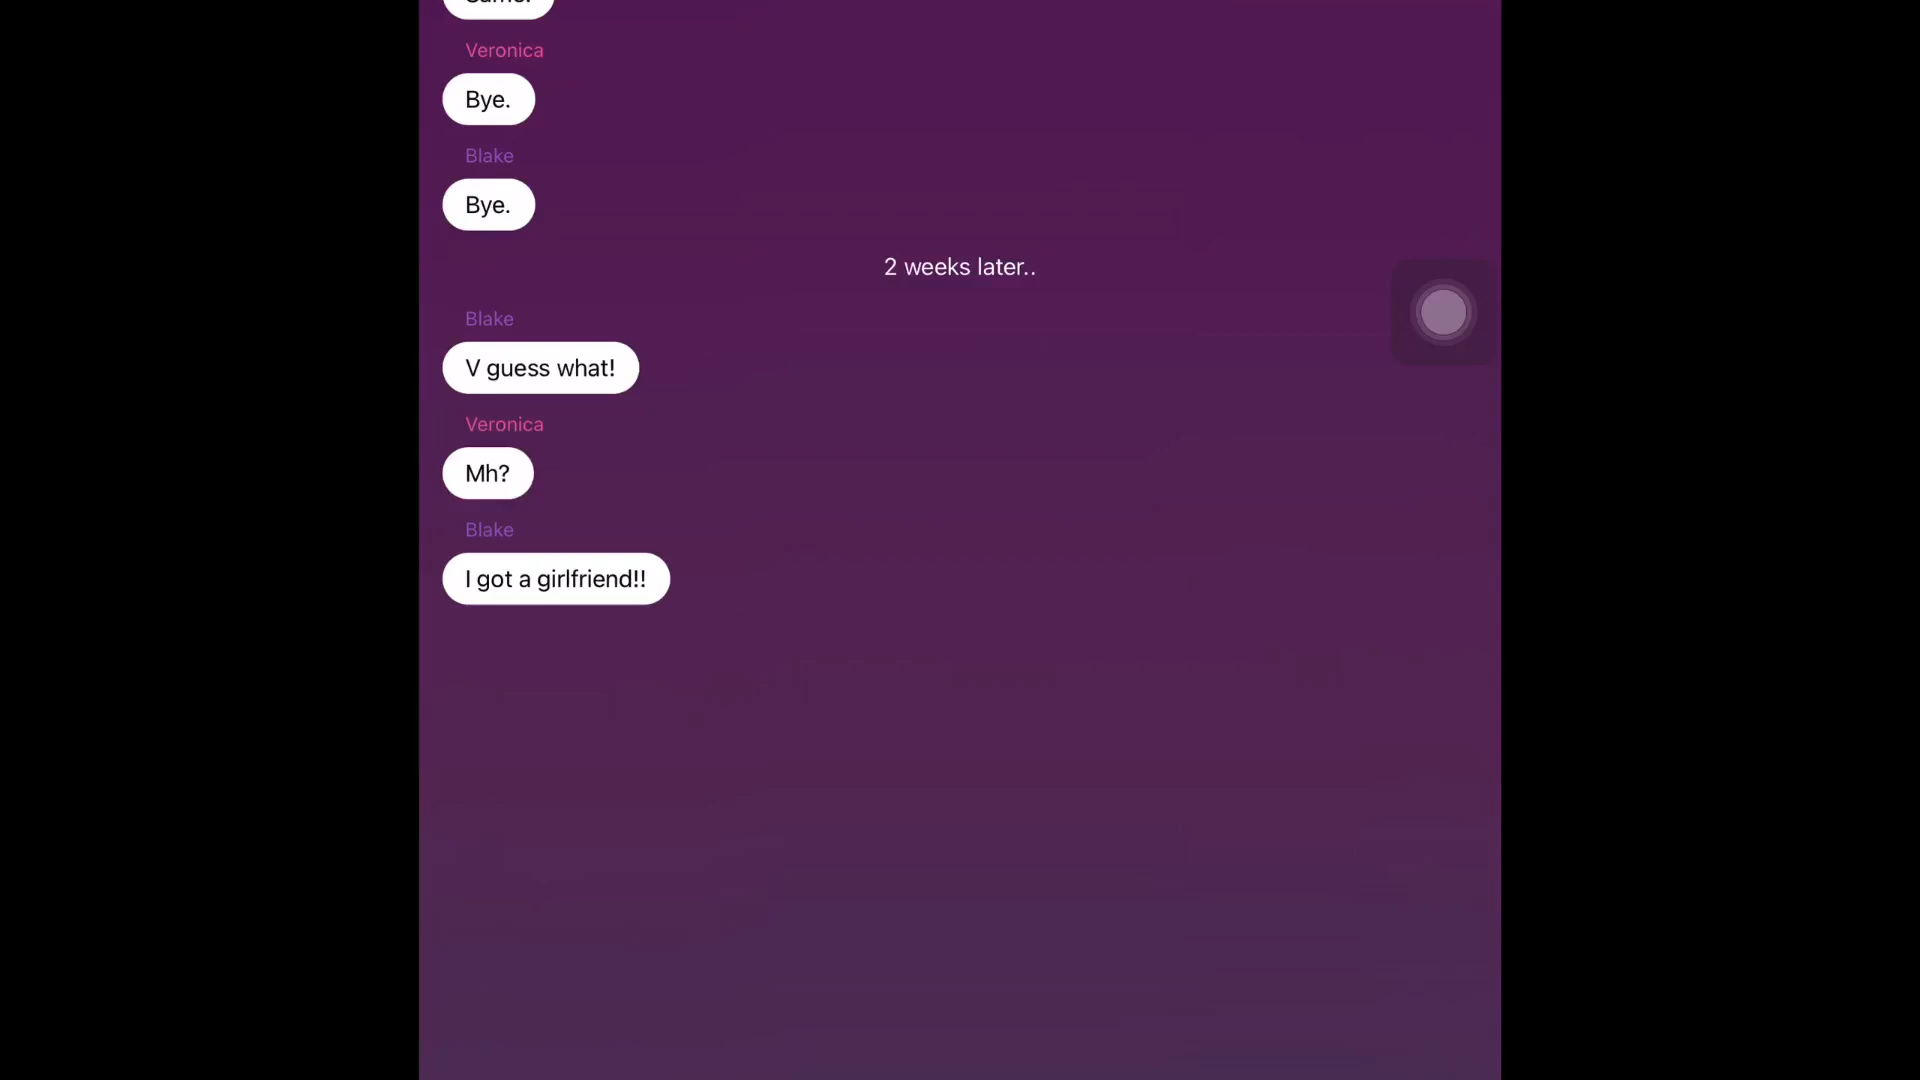 Veronica
Bye.
Blake
Bye.
2 weeks later..
Blake
V guess what!
Veronica
Mh?
Blake
I got a girlfriend!!